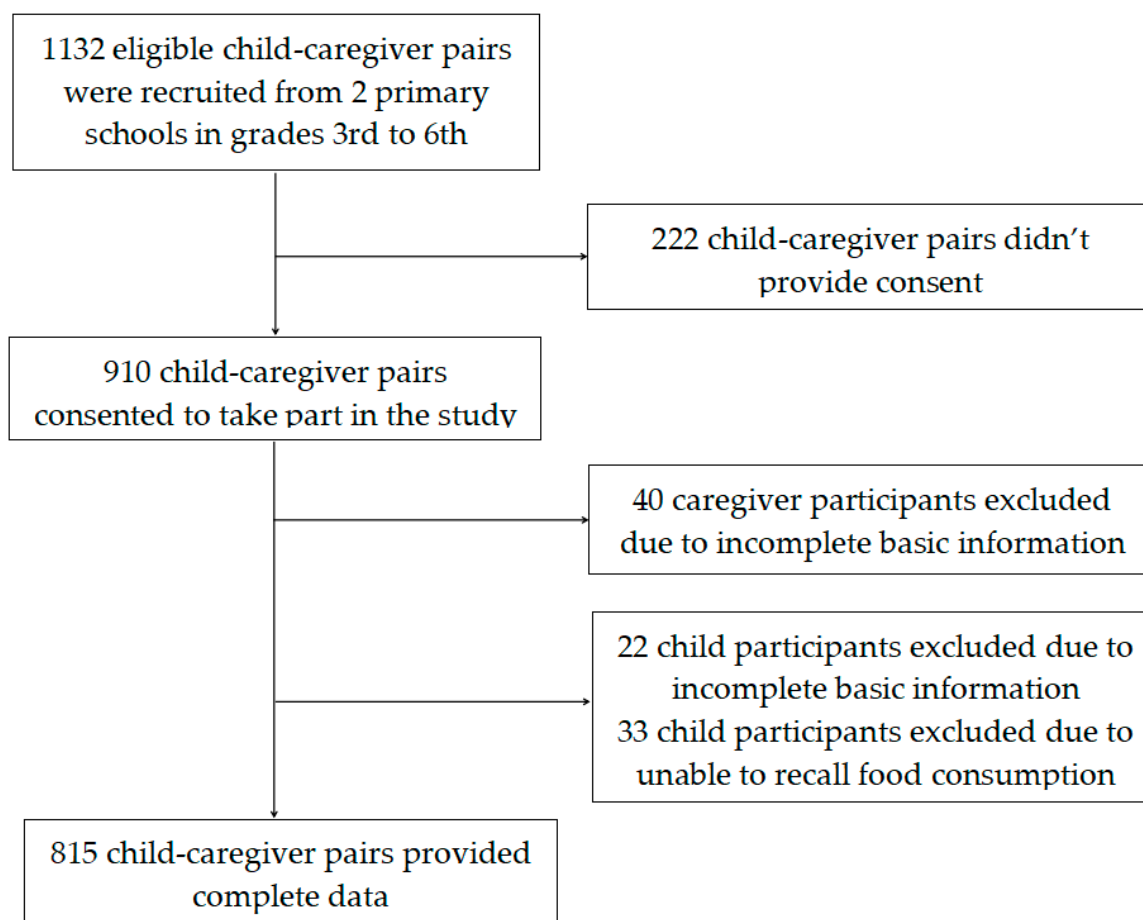 1132 eligible child-caregiver pairs
were recruited from 2 primary
schools in grades 3rd to 6th
222 child-caregiver pairs didn’t
provide consent
910 child-caregiver pairs
consented to take part in the study
40 caregiver participants excluded
due to incomplete basic information
22 child participants excluded due to
incomplete basic information
33 child participants excluded due to
unable to recall food consumption
815 child-caregiver pairs provided
complete data